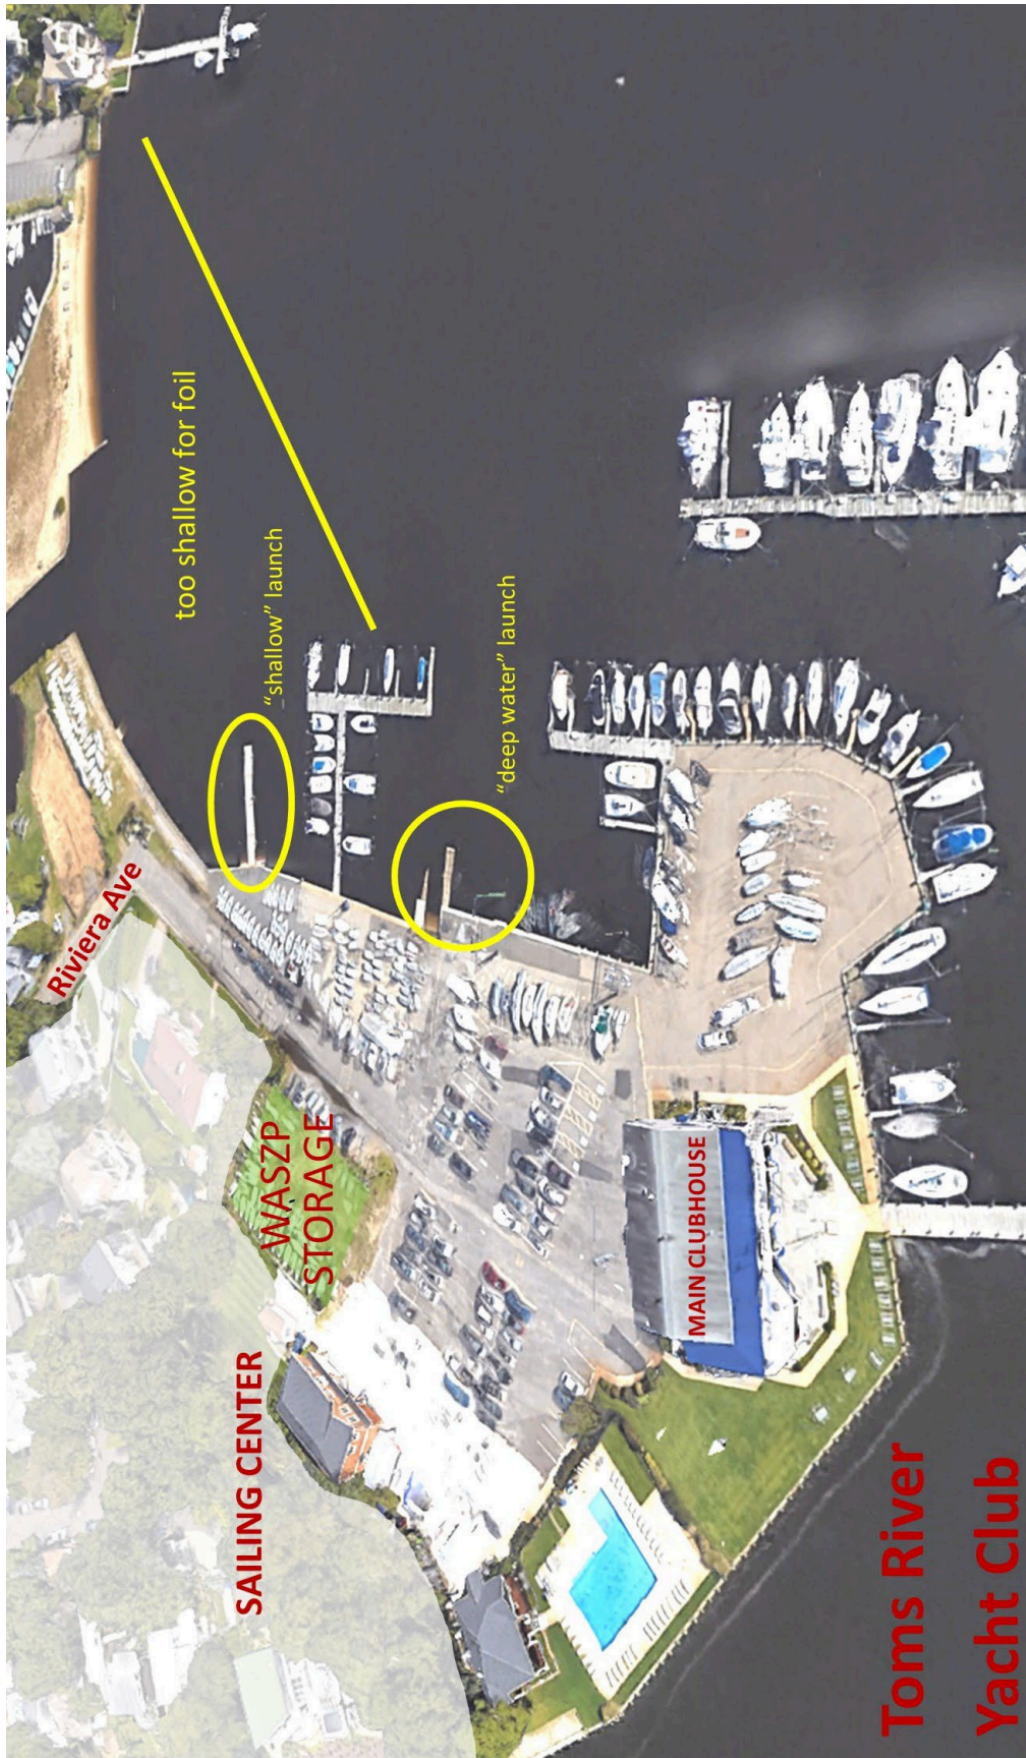 too shallow for foil
"shallow" launch
"deep water" launch
Riviera Ave
WASZP
STORAGE
SAILING CENTER
MAIN CLUBHOUSE
Toms River
Yacht Club